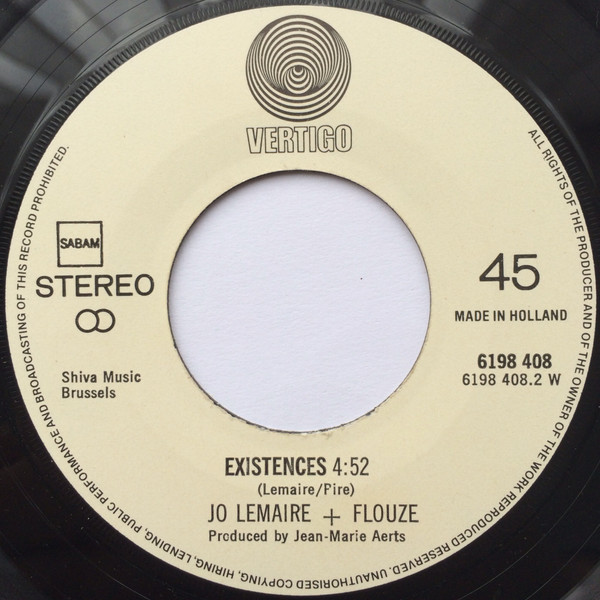 VERTIGO
SABAM
STEREO
Shiva Music
Brussels
45
MADE IN HOLLAND
6198 408
6198 408.2 W
EXISTENCES 4:52
(Lemaire/Pire)
JO LEMAIRE + FLOUZE
Produced by Jean-Marie Aerts
ALL RIGHTS OF THE PRODUCER AND OF THE OWNER OF THE WORK REPRODUCED RESERVED. UNAUTHORISED COPYING, HIRING, LENDING, PUBLIC PERFORMANCE AND BROADCASTING OF THIS RECORD PROHIBITED.